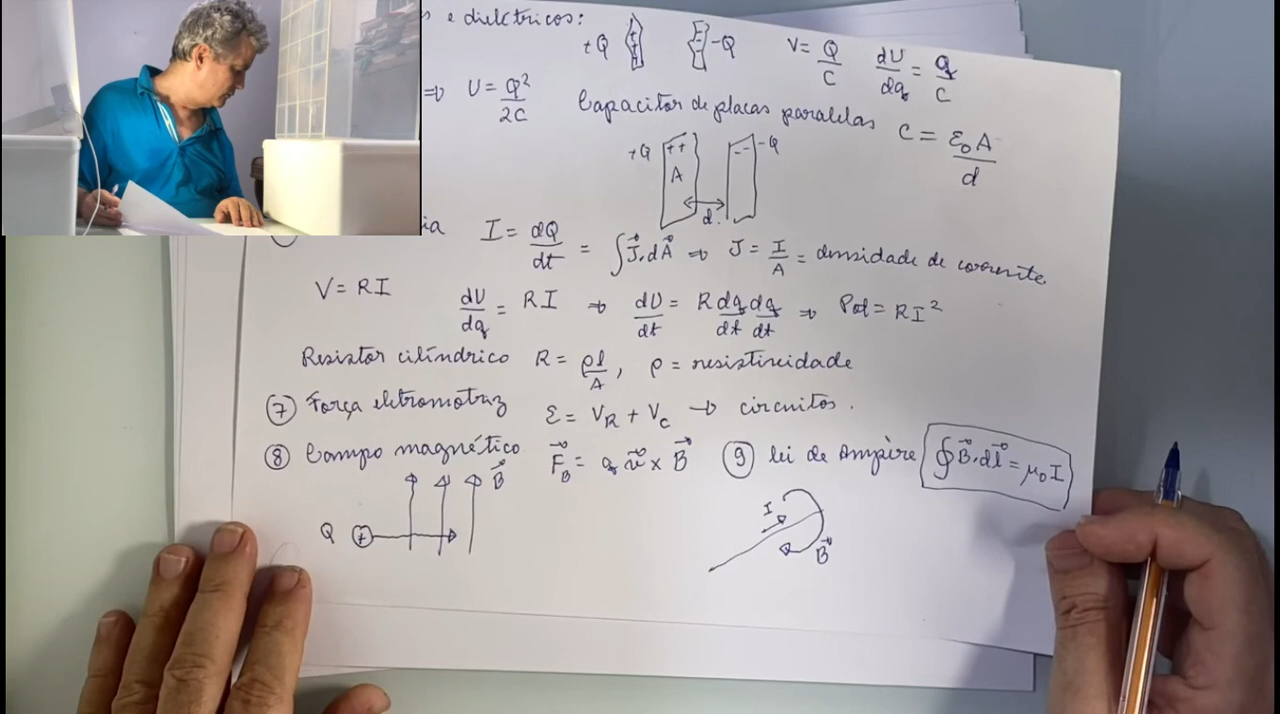 s e dielétricos: +Q -Q V = Q/C dU/dq = q/C
⇒ U = Q²/2C Capacitor de placas paralelas C = ε₀A/d
+Q ++ A -- -Q
d
ia I = dQ/dt = ∫J⃗.dA⃗ ⇒ J = I/A = densidade de corrente
V = RI dU/dq = RI ⇒ dU/dt = R dq/dt dq/dt ⇒ Pot = RI²
Resistor cilíndrico R = ρl/A, ρ = resistividade
⑦ Força eletromotriz ε = V_R + V_C → circuitos.
⑧ Campo magnético F⃗_B = q v⃗ × B⃗ ⑨ lei de Ampère ∮B⃗.dl⃗ = μ₀I
B⃗
Q + I
B⃗